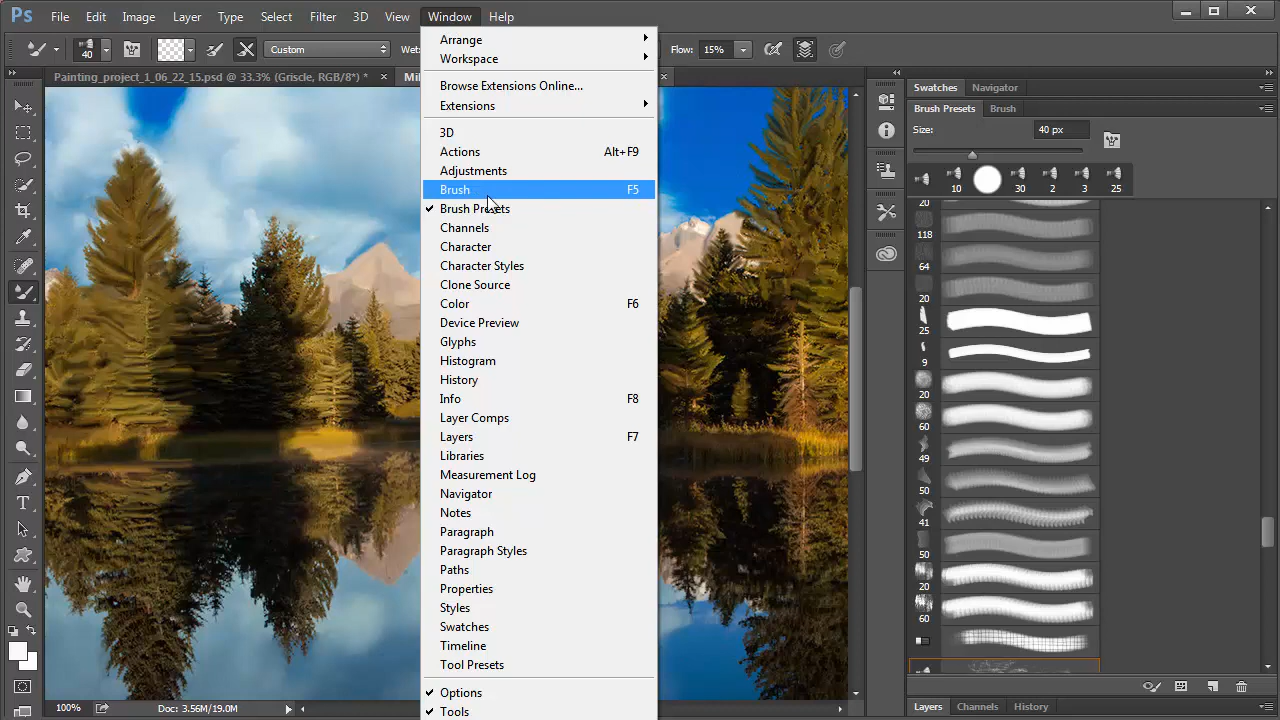 Ps File Edit Image Layer Type Select Filter 3D View Window Help
40 Custom Flow: 15%
Painting_project_1_06_22_15.psd @ 33.3% (Griscle, RGB/8*) * ×
Arrange
Workspace
Browse Extensions Online...
Extensions
3D
Actions Alt+F9
Adjustments
Brush F5
Brush Presets
Channels
Character
Character Styles
Clone Source
Color F6
Device Preview
Glyphs
Histogram
History
Info F8
Layer Comps
Layers F7
Libraries
Measurement Log
Navigator
Notes
Paragraph
Paragraph Styles
Paths
Properties
Styles
Swatches
Timeline
Tool Presets
Options
Tools
Swatches Navigator
Brush Presets Brush
Size: 40 px
10 30 2 3 25
20
118
64
20
25
9
20
60
49
50
41
50
20
60
Layers Channels History
100% Doc: 3.56M/19.0M